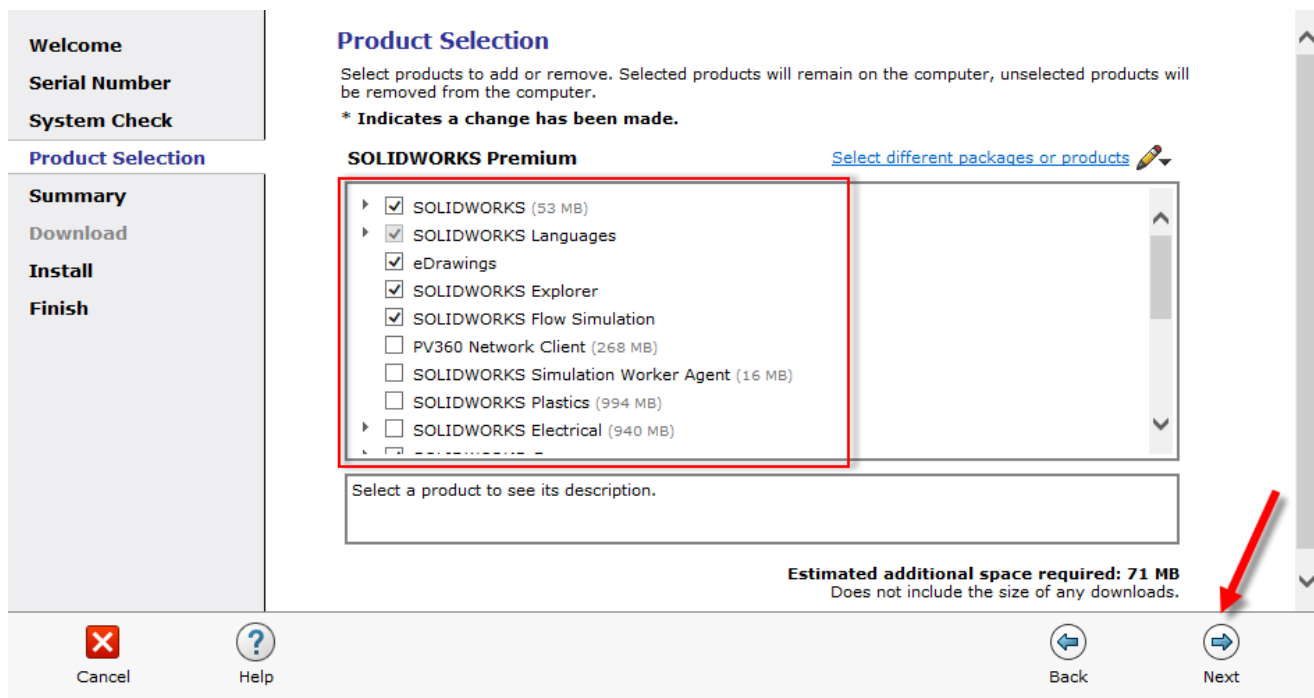 Welcome
Serial Number
System Check
Product Selection
Summary
Download
Install
Finish
Product Selection
Select products to add or remove. Selected products will remain on the computer, unselected products will
be removed from the computer.
* Indicates a change has been made.
SOLIDWORKS Premium
Select different packages or products
SOLIDWORKS (53 MB)
SOLIDWORKS Languages
eDrawings
SOLIDWORKS Explorer
SOLIDWORKS Flow Simulation
PV360 Network Client (268 MB)
SOLIDWORKS Simulation Worker Agent (16 MB)
SOLIDWORKS Plastics (994 MB)
SOLIDWORKS Electrical (940 MB)
Select a product to see its description.
Estimated additional space required: 71 MB
Does not include the size of any downloads.
Cancel
Help
Back
Next